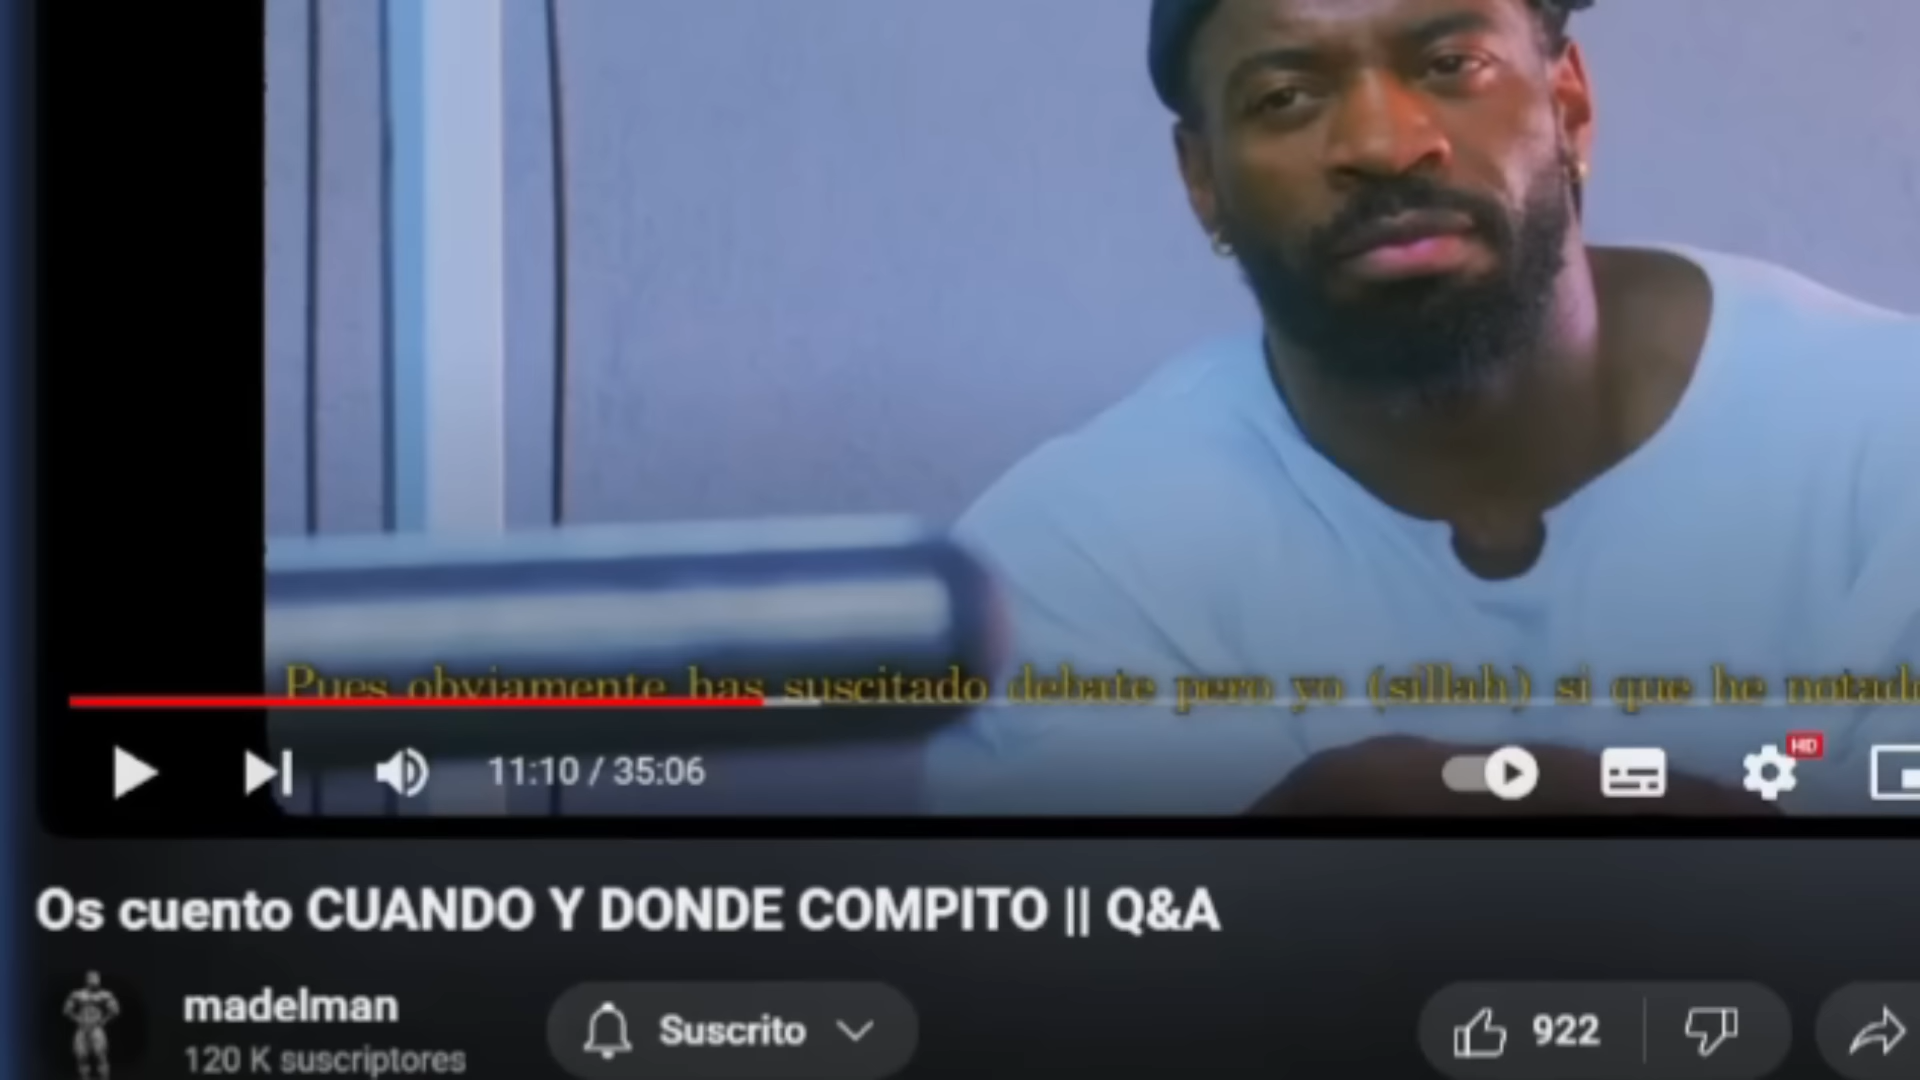 Pues obviamente has suscitado debate pero yo (sillah) si que he notado
11:10 / 35:06
HD
Os cuento CUANDO Y DONDE COMPITO || Q&A
madelman
Suscrito
922
120 K suscriptores